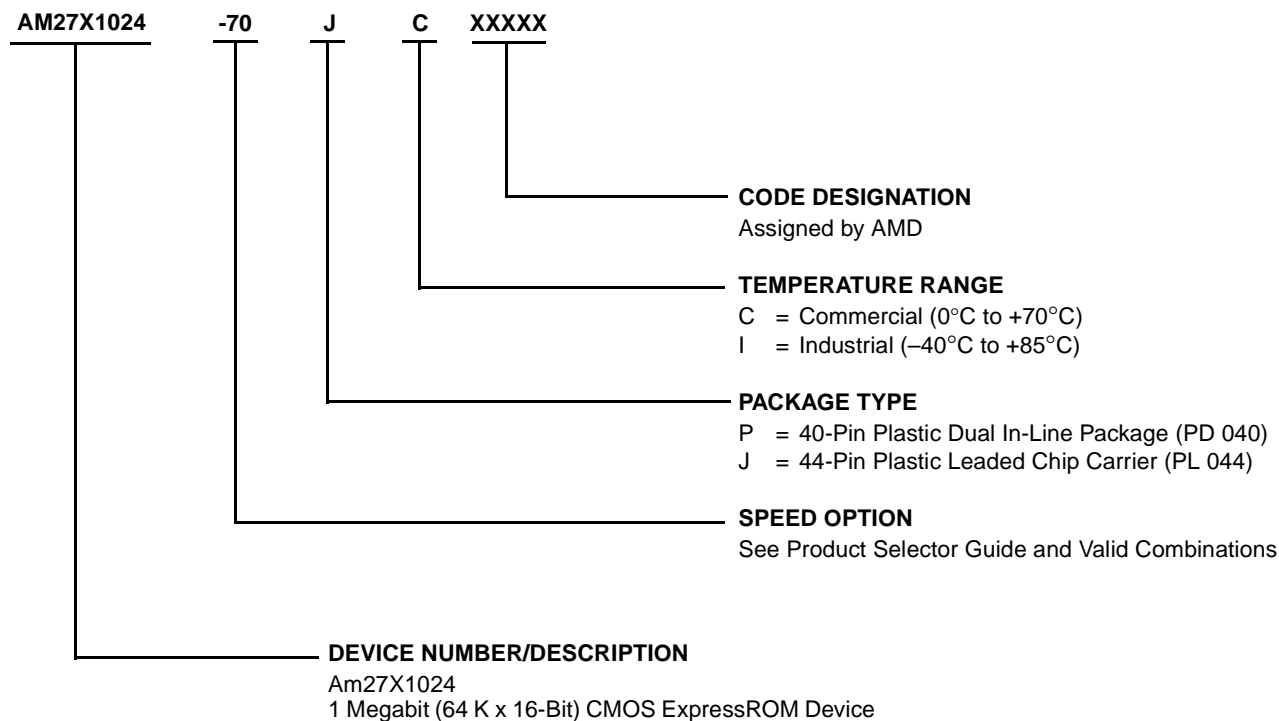 AM27X1024 -70 J C XXXXX
CODE DESIGNATION
Assigned by AMD
TEMPERATURE RANGE
C = Commercial (0°C to +70°C)
I = Industrial (–40°C to +85°C)
PACKAGE TYPE
P = 40-Pin Plastic Dual In-Line Package (PD 040)
J = 44-Pin Plastic Leaded Chip Carrier (PL 044)
SPEED OPTION
See Product Selector Guide and Valid Combinations
DEVICE NUMBER/DESCRIPTION
Am27X1024
1 Megabit (64 K x 16-Bit) CMOS ExpressROM Device